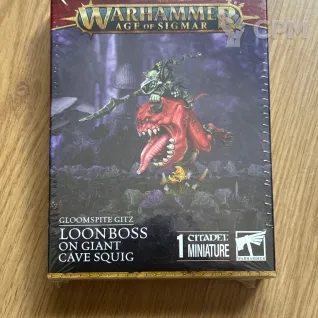 WARHAMMER
AGE OF SIGMAR
GLOOMSPITE GITZ
LOONBOSS
ON GIANT
CAVE SQUIG
1 CITADEL
MINIATURE